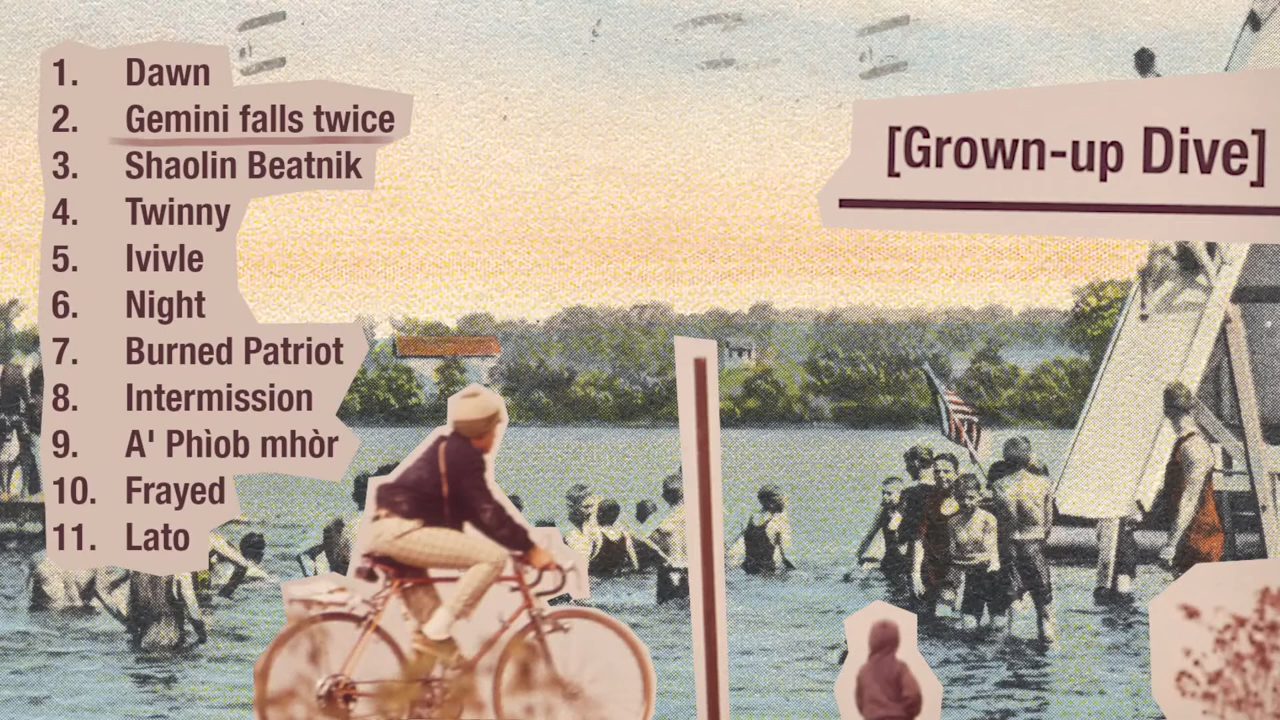 1. Dawn
2. Gemini falls twice
3. Shaolin Beatnik
4. Twinny
5. Ivivle
6. Night
7. Burned Patriot
8. Intermission
9. A' Phìob mhòr
10. Frayed
11. Lato
[Grown-up Dive]